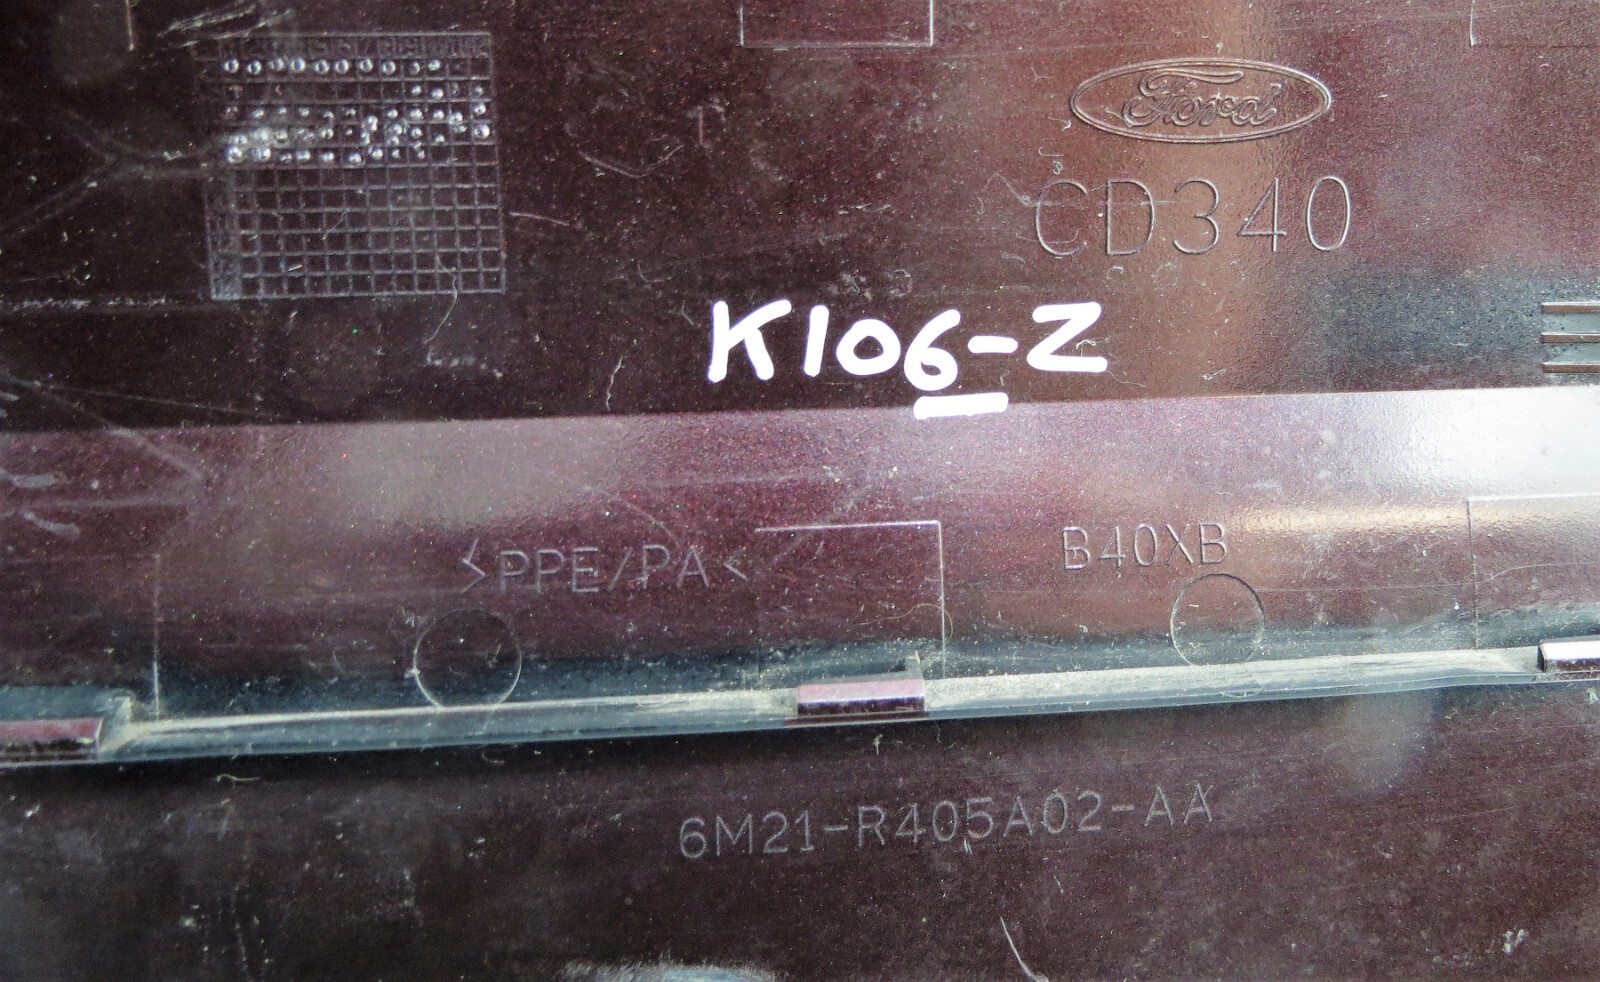 Ford
CD340
K106-Z
>PPE/PA<
B40XB
6M21-R405A02-AA